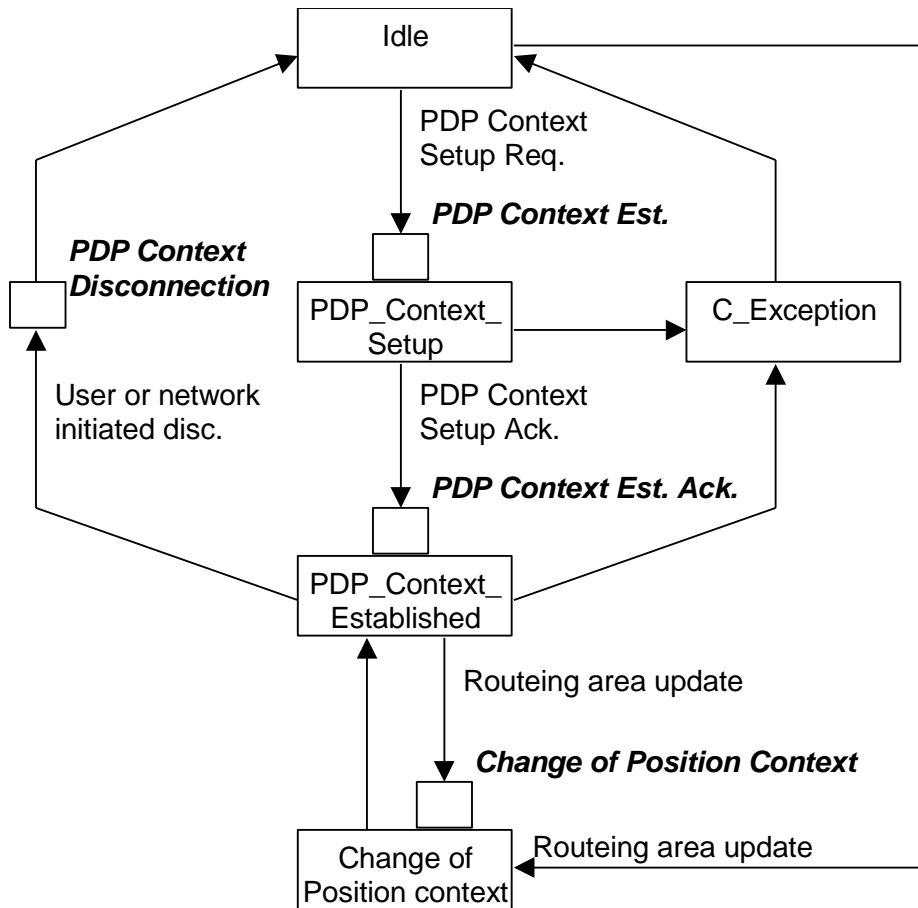 Idle
PDP Context
Setup Req.
PDP Context Est.
PDP Context
Disconnection
PDP_Context_
Setup
C_Exception
User or network
initiated disc.
PDP Context
Setup Ack.
PDP Context Est. Ack.
PDP_Context_
Established
Routeing area update
Change of Position Context
Change of
Position context
Routeing area update